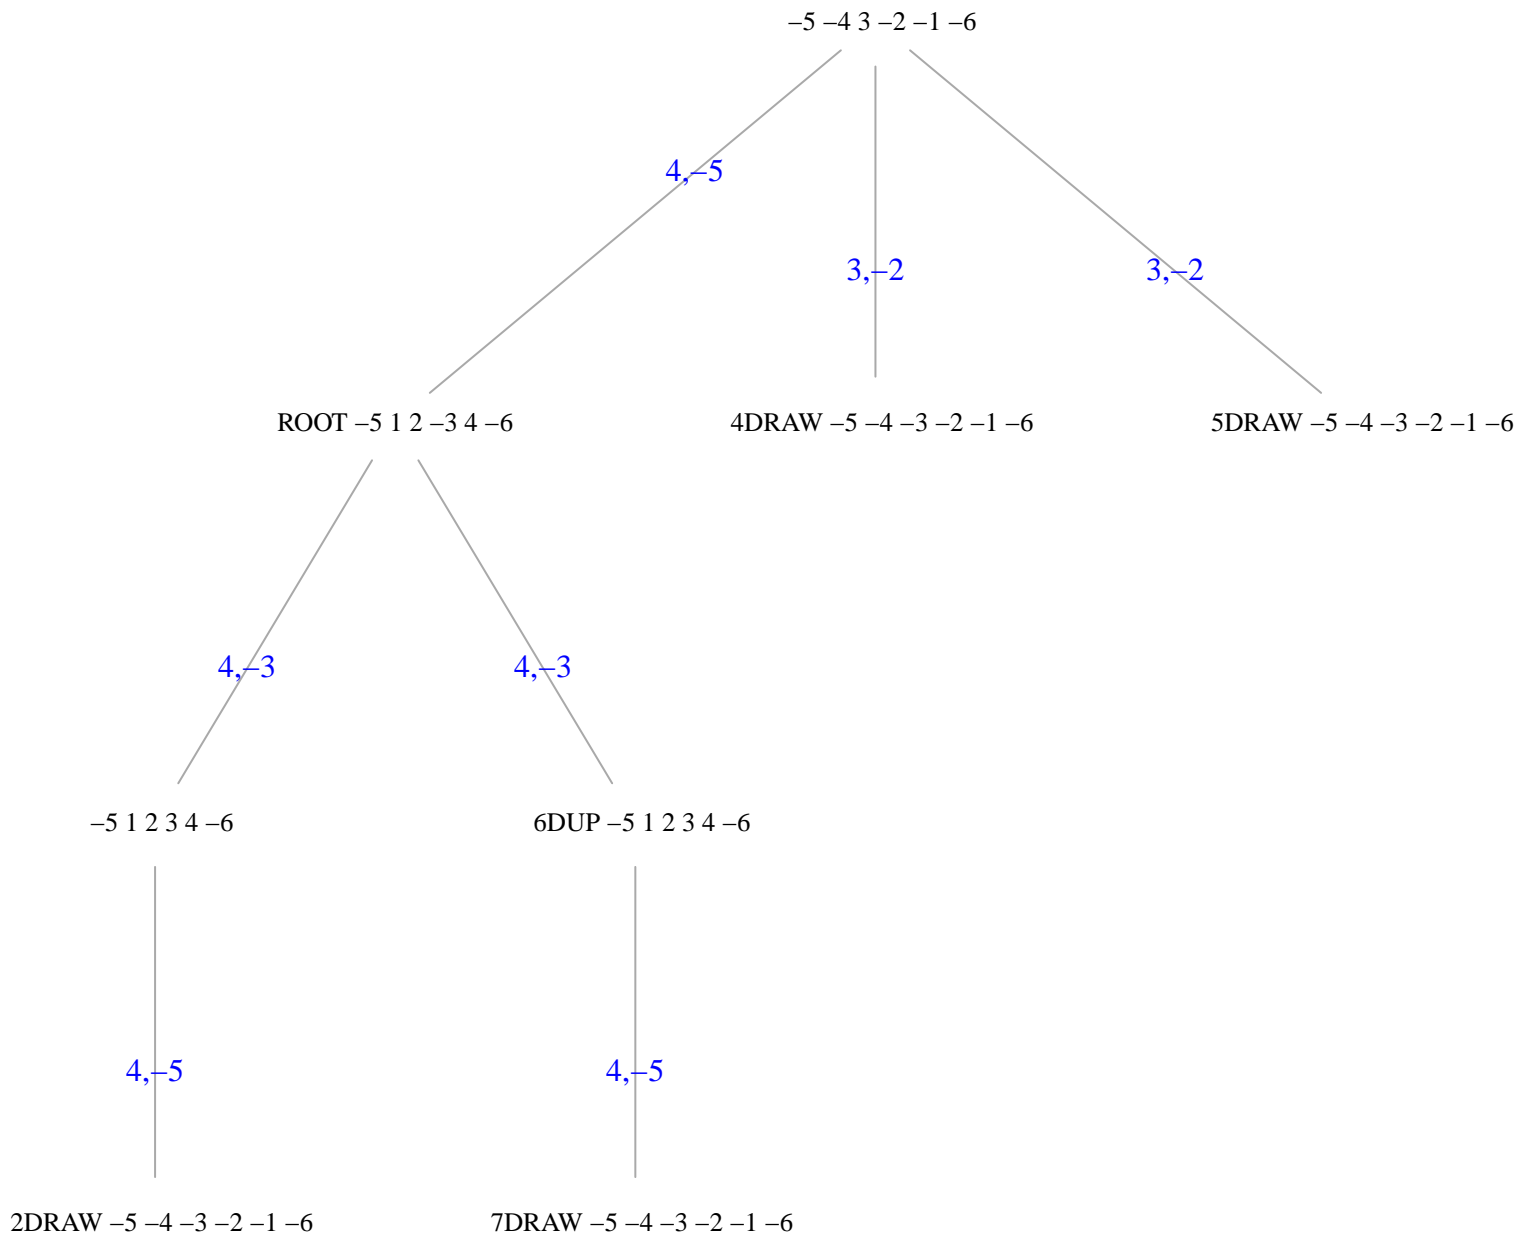 –5 –4 3 –2 –1 –6
4,–5
3,–2
3,–2
ROOT –5 1 2 –3 4 –6
4DRAW –5 –4 –3 –2 –1 –6
5DRAW –5 –4 –3 –2 –1 –6
4,–3
4,–3
–5 1 2 3 4 –6
6DUP –5 1 2 3 4 –6
4,–5
4,–5
2DRAW –5 –4 –3 –2 –1 –6
7DRAW –5 –4 –3 –2 –1 –6